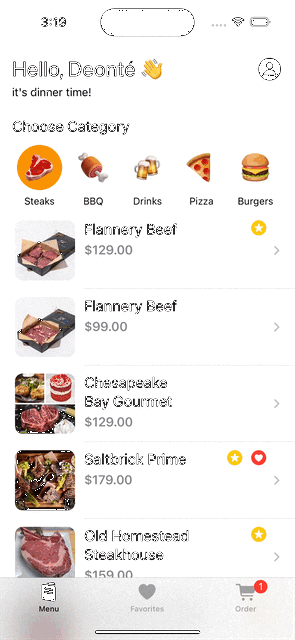 3:19
Hello, Deonté 👋
it's dinner time!
Choose Category
Steaks BBQ Drinks Pizza Burgers
Flannery Beef
$129.00
Flannery Beef
$99.00
Chesapeake
Bay Gourmet
$129.00
Saltbrick Prime
$179.00
Old Homestead
Steakhouse
$159.00
1
Menu Favorites Order